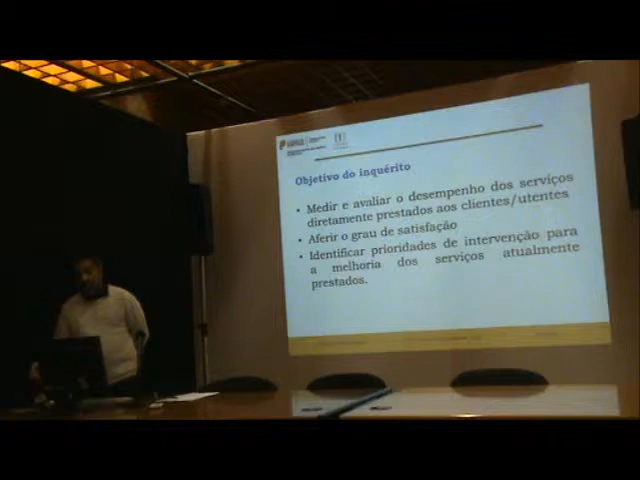 Objetivo do inquérito
• Medir e avaliar o desempenho dos serviços
diretamente prestados aos clientes/utentes
• Aferir o grau de satisfação
• Identificar prioridades de intervenção para
a melhoria dos serviços atualmente
prestados.